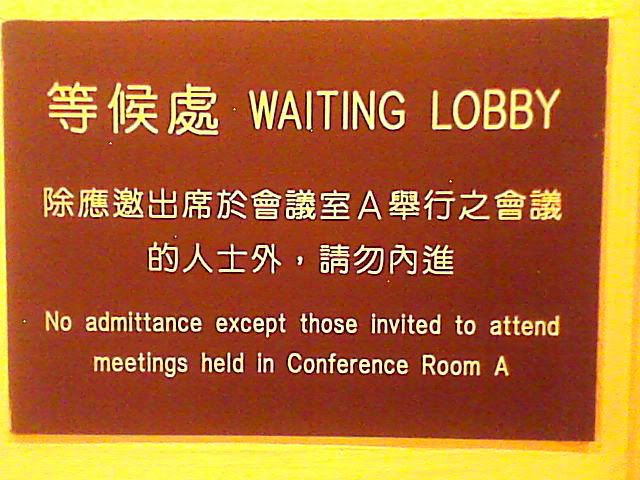 等候處 WAITING LOBBY
除應邀出席於會議室A舉行之會議
的人士外，請勿內進
No admittance except those invited to attend
meetings held in Conference Room A